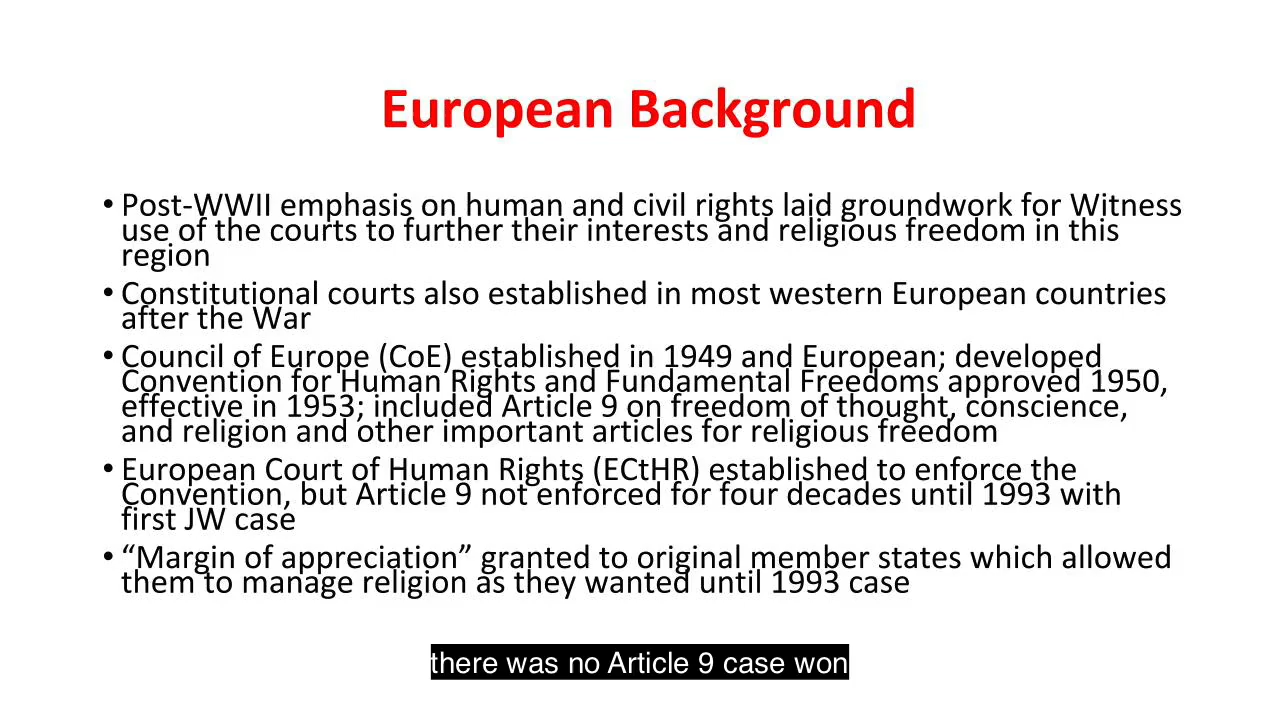 European Background
• Post-WWII emphasis on human and civil rights laid groundwork for Witness
use of the courts to further their interests and religious freedom in this
region
• Constitutional courts also established in most western European countries
after the War
• Council of Europe (CoE) established in 1949 and European; developed
Convention for Human Rights and Fundamental Freedoms approved 1950,
effective in 1953; included Article 9 on freedom of thought, conscience,
and religion and other important articles for religious freedom
• European Court of Human Rights (ECtHR) established to enforce the
Convention, but Article 9 not enforced for four decades until 1993 with
first JW case
• “Margin of appreciation” granted to original member states which allowed
them to manage religion as they wanted until 1993 case
there was no Article 9 case won